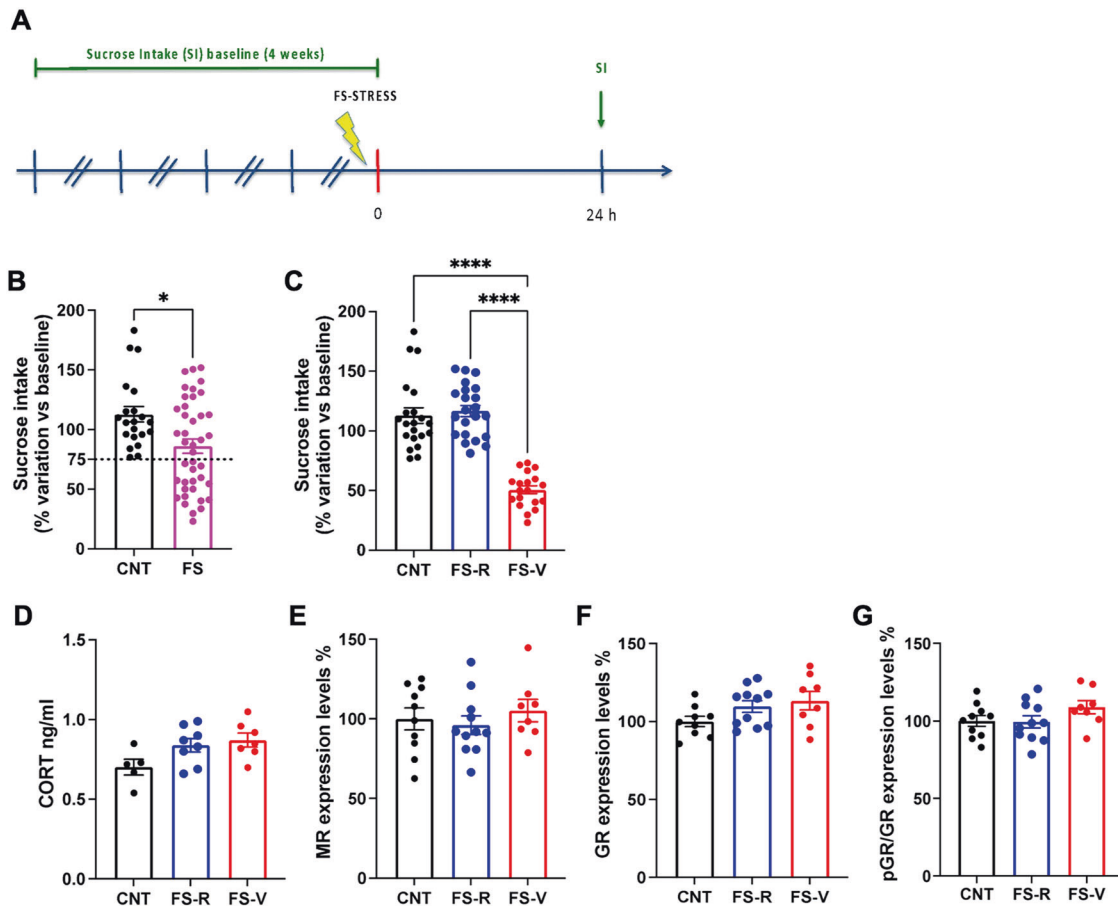 A
Sucrose Intake (SI) baseline (4 weeks)
SI
FS-STRESS
0
24 h
B
*
Sucrose intake
(% variation vs baseline)
200
150
100
75
50
0
CNT
FS
C
****
****
Sucrose intake
(% variation vs baseline)
200
150
100
50
0
CNT
FS-R
FS-V
D
CORT ng/ml
1.5
1.0
0.5
0.0
CNT
FS-R
FS-V
E
MR expression levels %
150
100
50
0
CNT
FS-R
FS-V
F
GR expression levels %
150
100
50
0
CNT
FS-R
FS-V
G
pGR/GR expression levels %
150
100
50
0
CNT
FS-R
FS-V